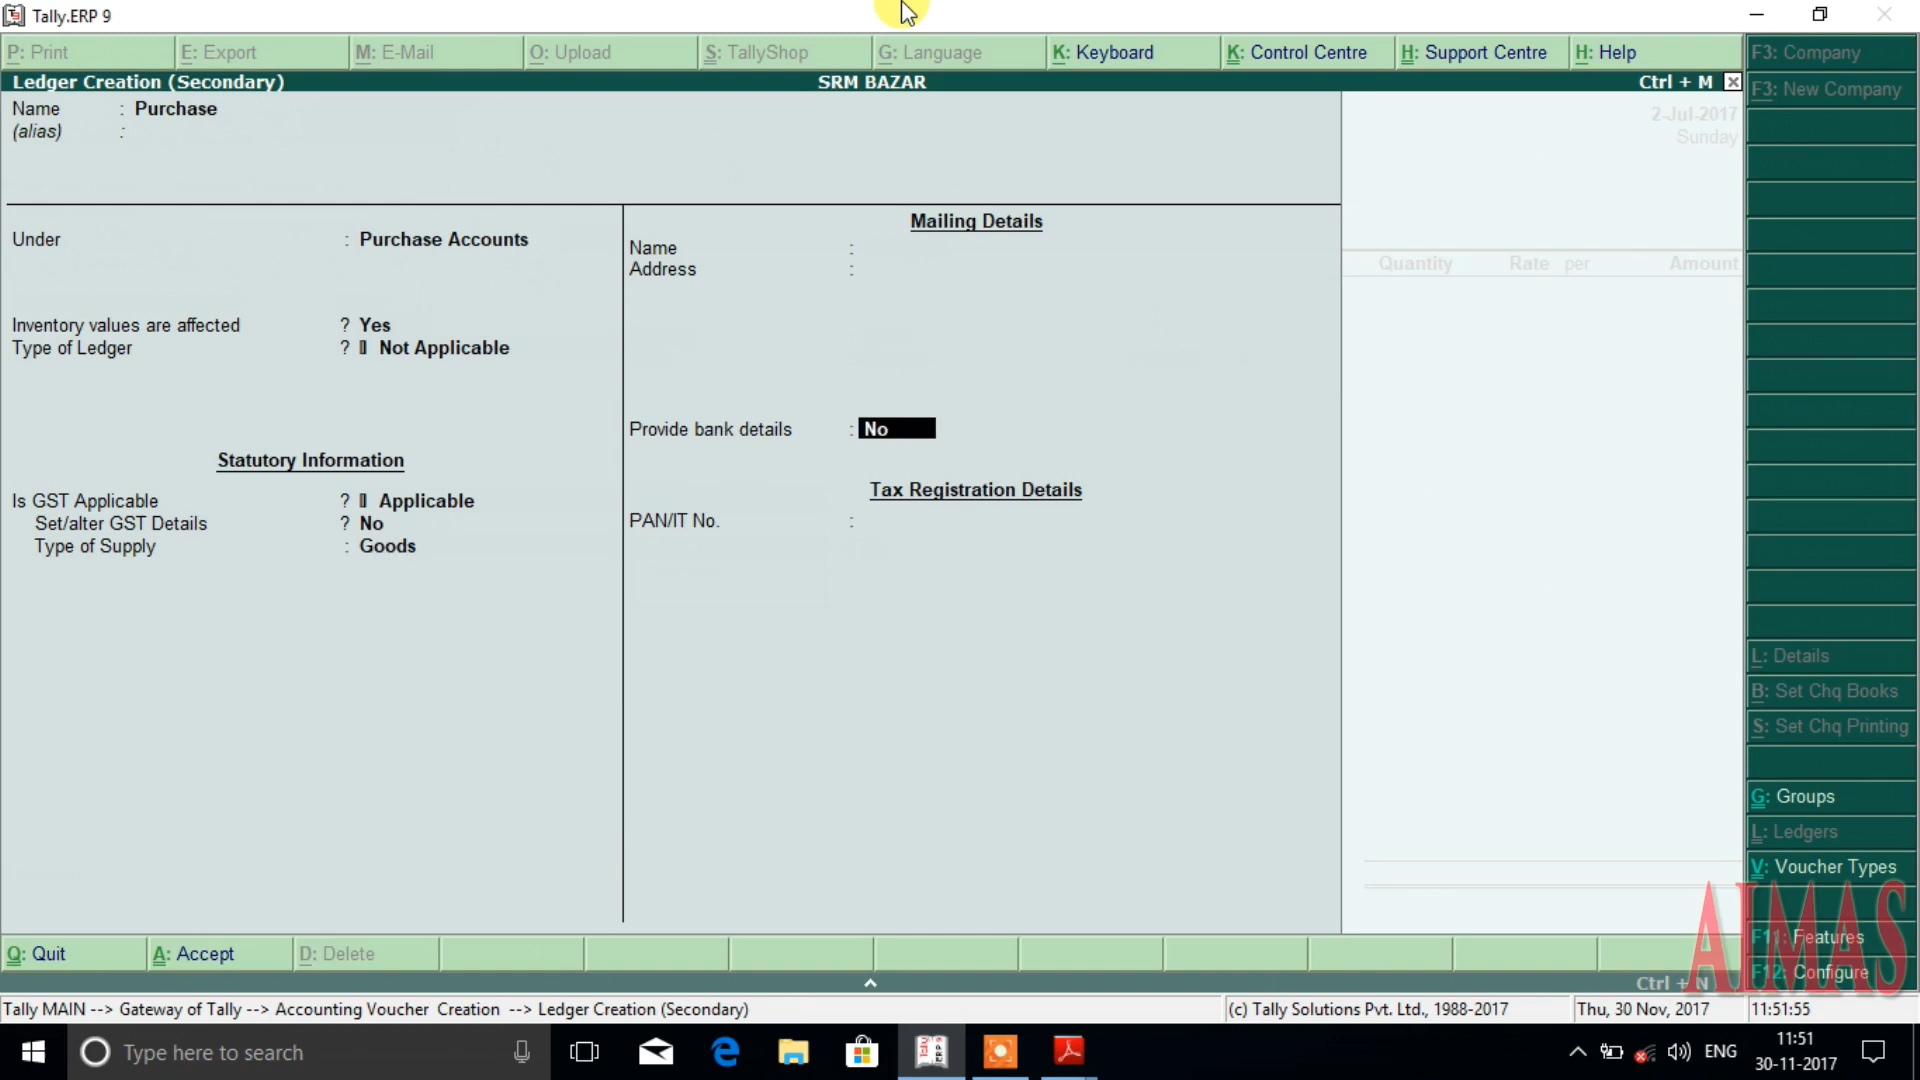 Tally.ERP 9
P: Print E: Export M: E-Mail O: Upload S: TallyShop G: Language K: Keyboard K: Control Centre H: Support Centre H: Help
F3: Company
Ledger Creation (Secondary) SRM BAZAR Ctrl + M
F3: New Company
Name : Purchase
(alias) :
2-Jul-2017
Sunday
Under : Purchase Accounts
Inventory values are affected ? Yes
Type of Ledger ? Not Applicable
Statutory Information
Is GST Applicable ? Applicable
Set/alter GST Details ? No
Type of Supply : Goods
Mailing Details
Name :
Address :
Provide bank details : No
Tax Registration Details
PAN/IT No. :
Quantity Rate per Amount
L: Details
B: Set Chq Books
S: Set Chq Printing
G: Groups
L: Ledgers
V: Voucher Types
F11: Features
F12: Configure
AIMAS
Q: Quit A: Accept D: Delete
Ctrl + N
Tally MAIN --> Gateway of Tally --> Accounting Voucher Creation --> Ledger Creation (Secondary) (c) Tally Solutions Pvt. Ltd., 1988-2017 Thu, 30 Nov, 2017 11:51:55
Type here to search
ENG
11:51
30-11-2017